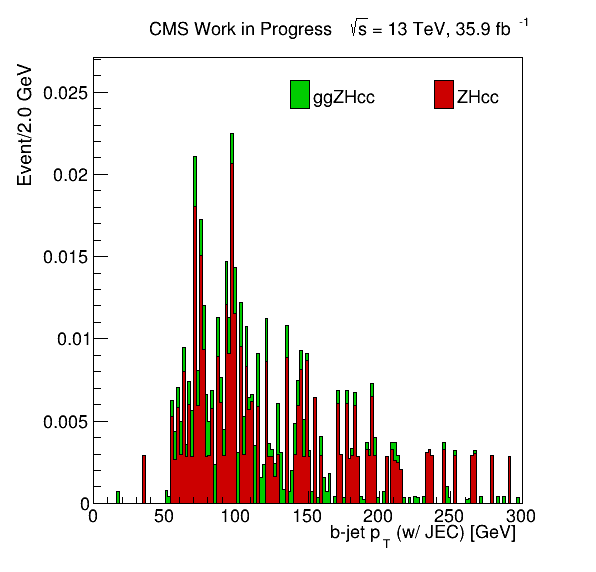 CMS Work in Progress √s = 13 TeV, 35.9 fb⁻¹
Event/2.0 GeV
ggZHcc ZHcc
0.025
0.02
0.015
0.01
0.005
0
0 50 100 150 200 250 300
b-jet p_T (w/ JEC) [GeV]